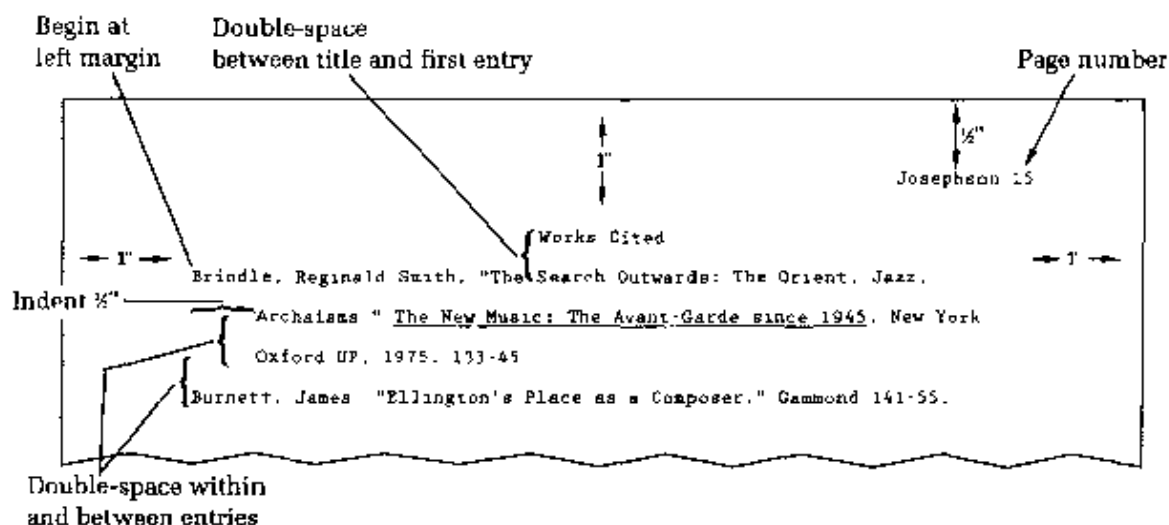 Begin at
left margin
Double-space
between title and first entry
Page number
1"
½"
Josephson 15
Works Cited
1"
1"
Brindle, Reginald Smith, "The Search Outwards: The Orient, Jazz,
Indent ½"
Archaisms " The New Music: The Avant-Garde since 1945, New York
Oxford UP, 1975. 133-45
Burnett, James "Ellington's Place as a Composer." Gammond 141-55.
Double-space within
and between entries